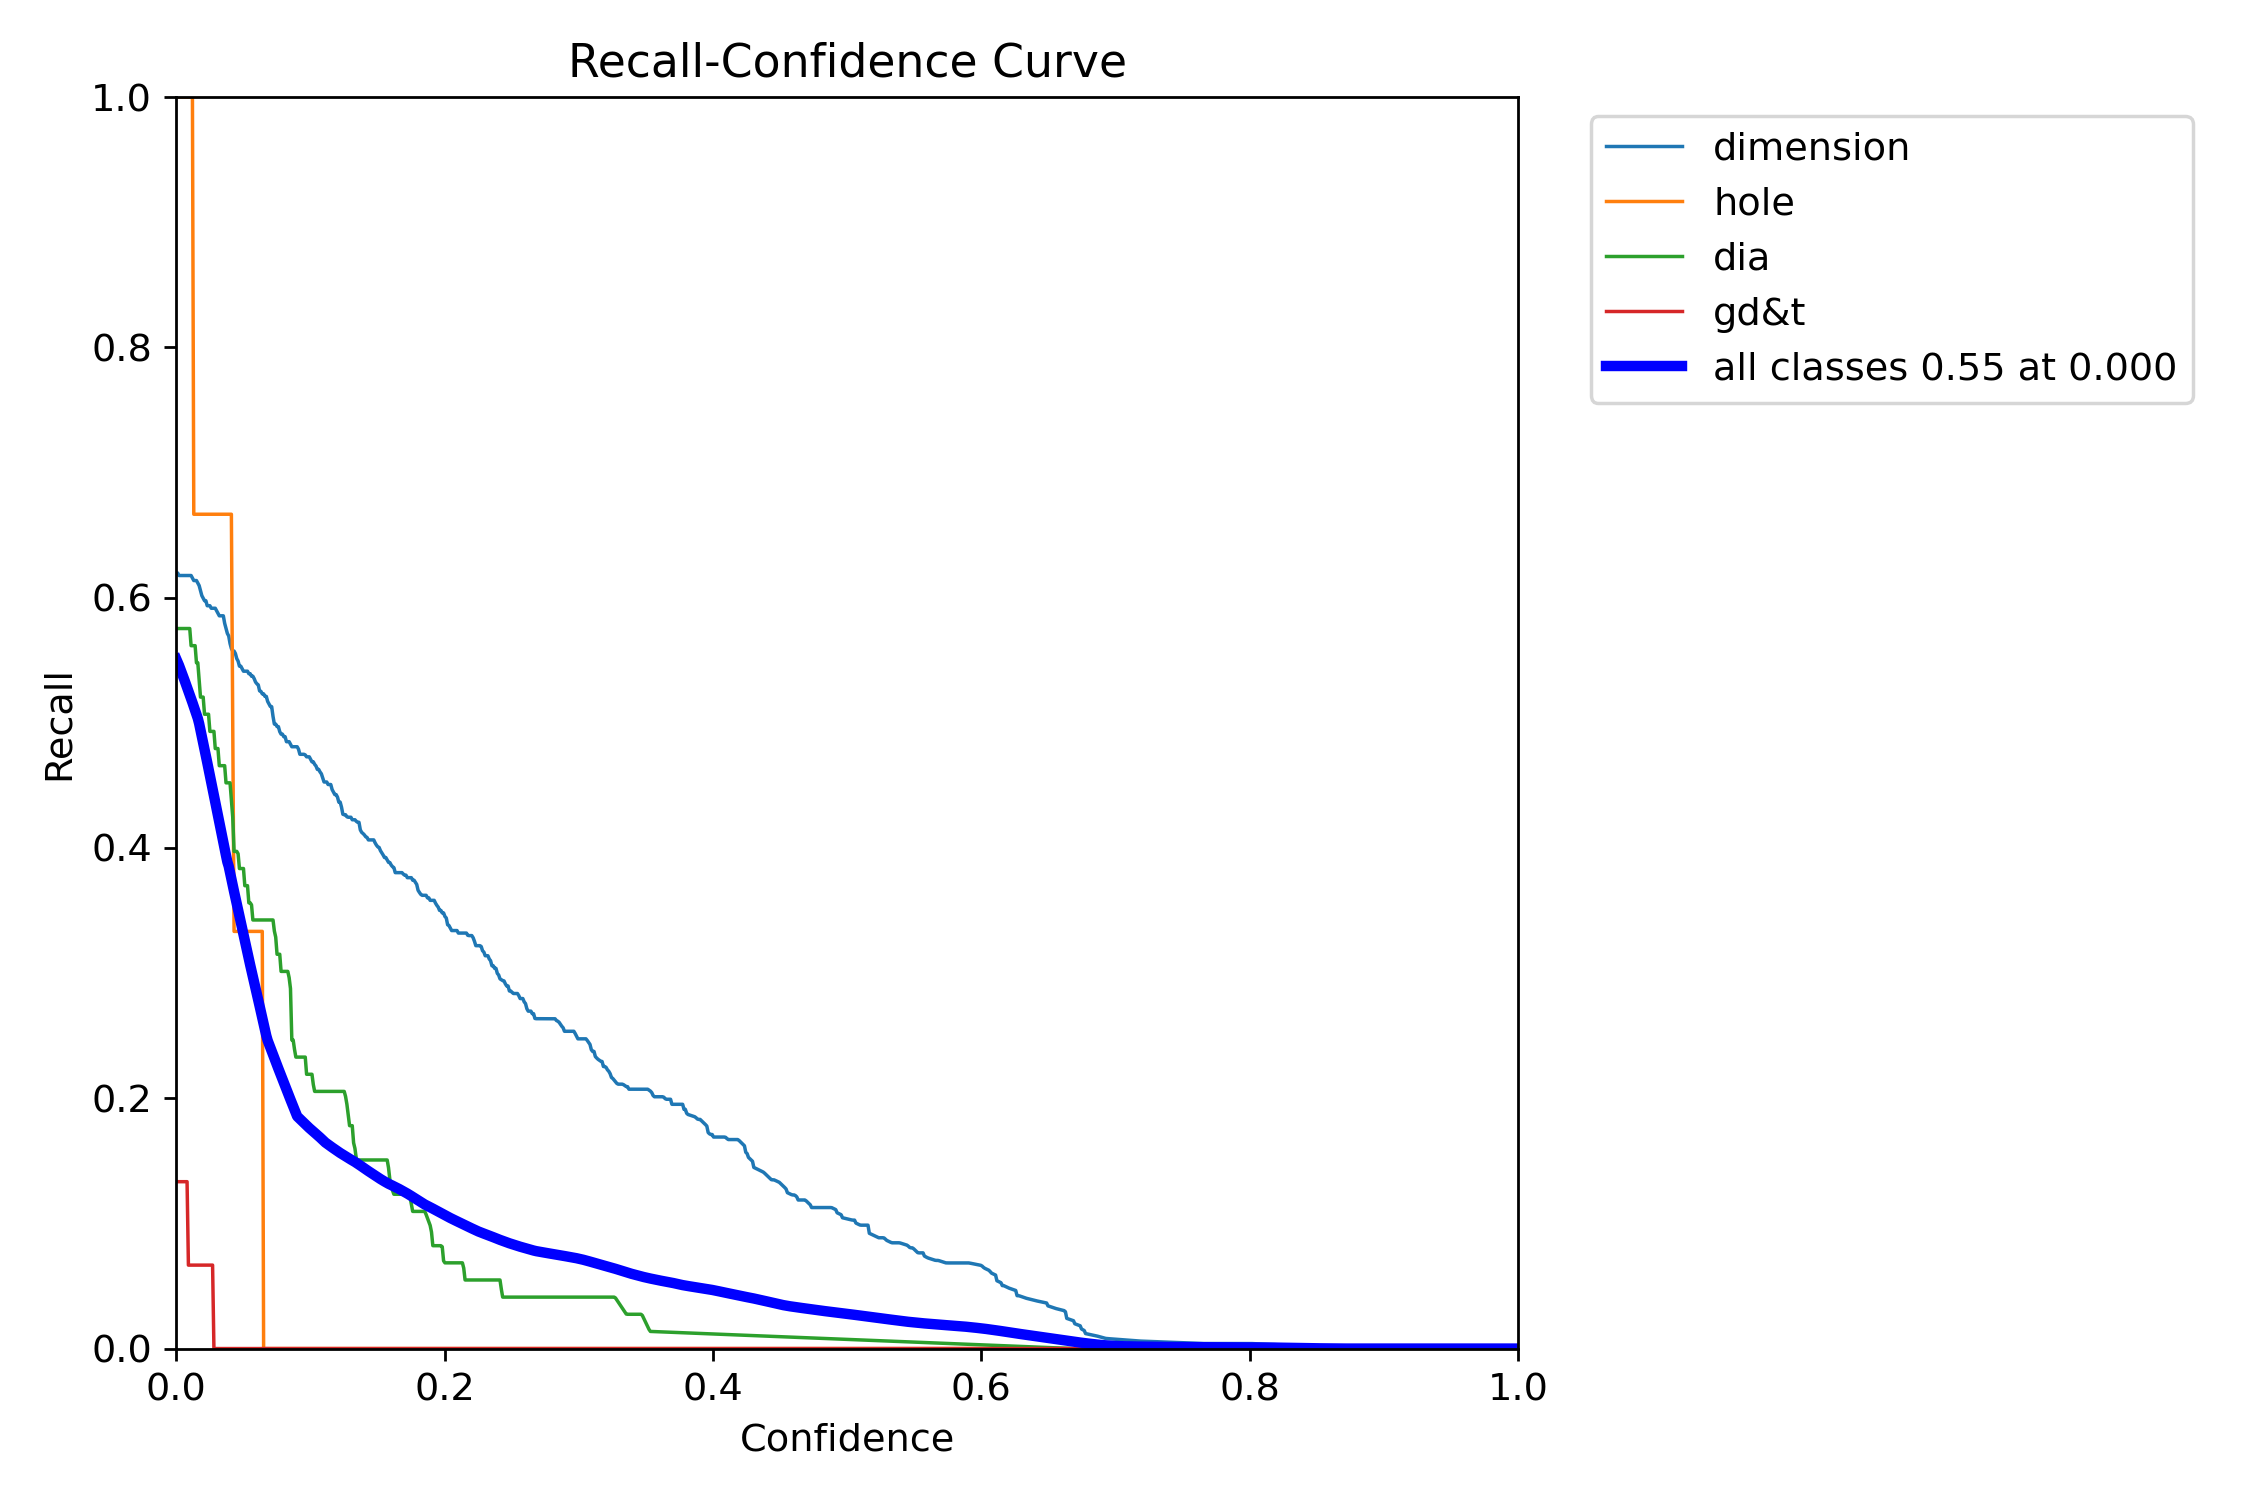 Recall-Confidence Curve
1.0
0.8
0.6
0.4
0.2
0.0
Recall
0.0 0.2 0.4 0.6 0.8 1.0
Confidence
dimension
hole
dia
gd&t
all classes 0.55 at 0.000